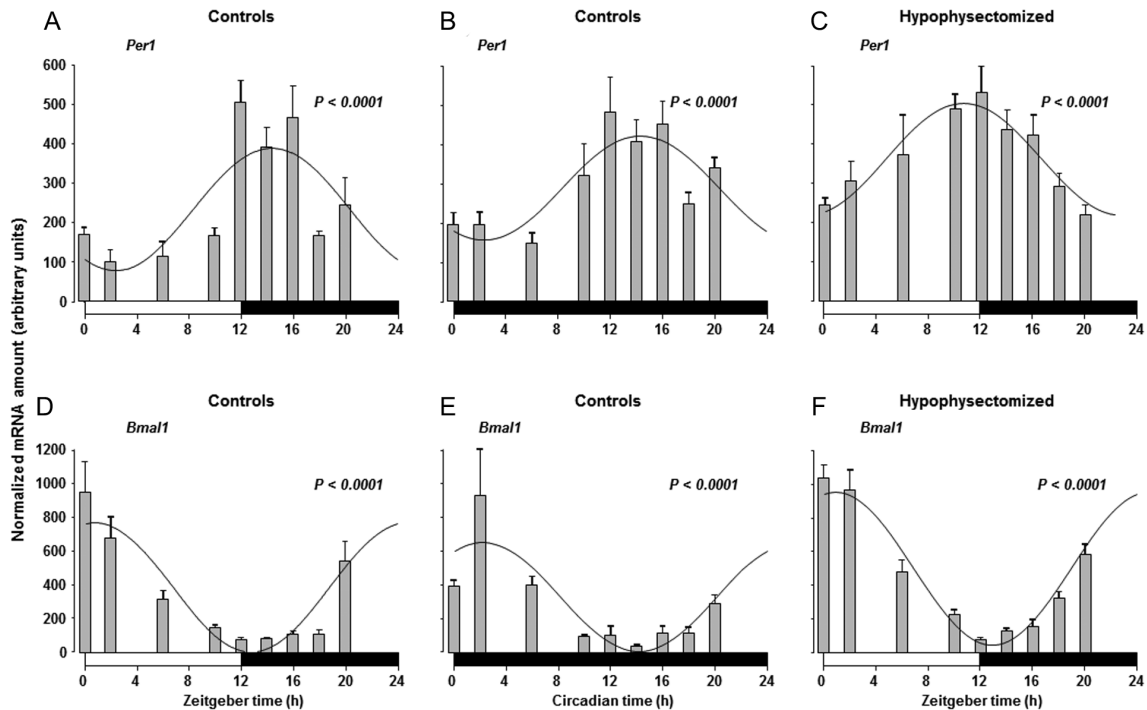 A Controls
B Controls
C Hypophysectomized
Per1
Per1
Per1
Normalized mRNA amount (arbitrary units)
600
500
400
300
200
100
0
P < 0.0001
P < 0.0001
P < 0.0001
0 4 8 12 16 20 24
0 4 8 12 16 20 24
0 4 8 12 16 20 24
D Controls
E Controls
F Hypophysectomized
Bmal1
Bmal1
Bmal1
1200
1000
800
600
400
200
0
P < 0.0001
P < 0.0001
P < 0.0001
0 4 8 12 16 20 24
0 4 8 12 16 20 24
0 4 8 12 16 20 24
Zeitgeber time (h)
Circadian time (h)
Zeitgeber time (h)